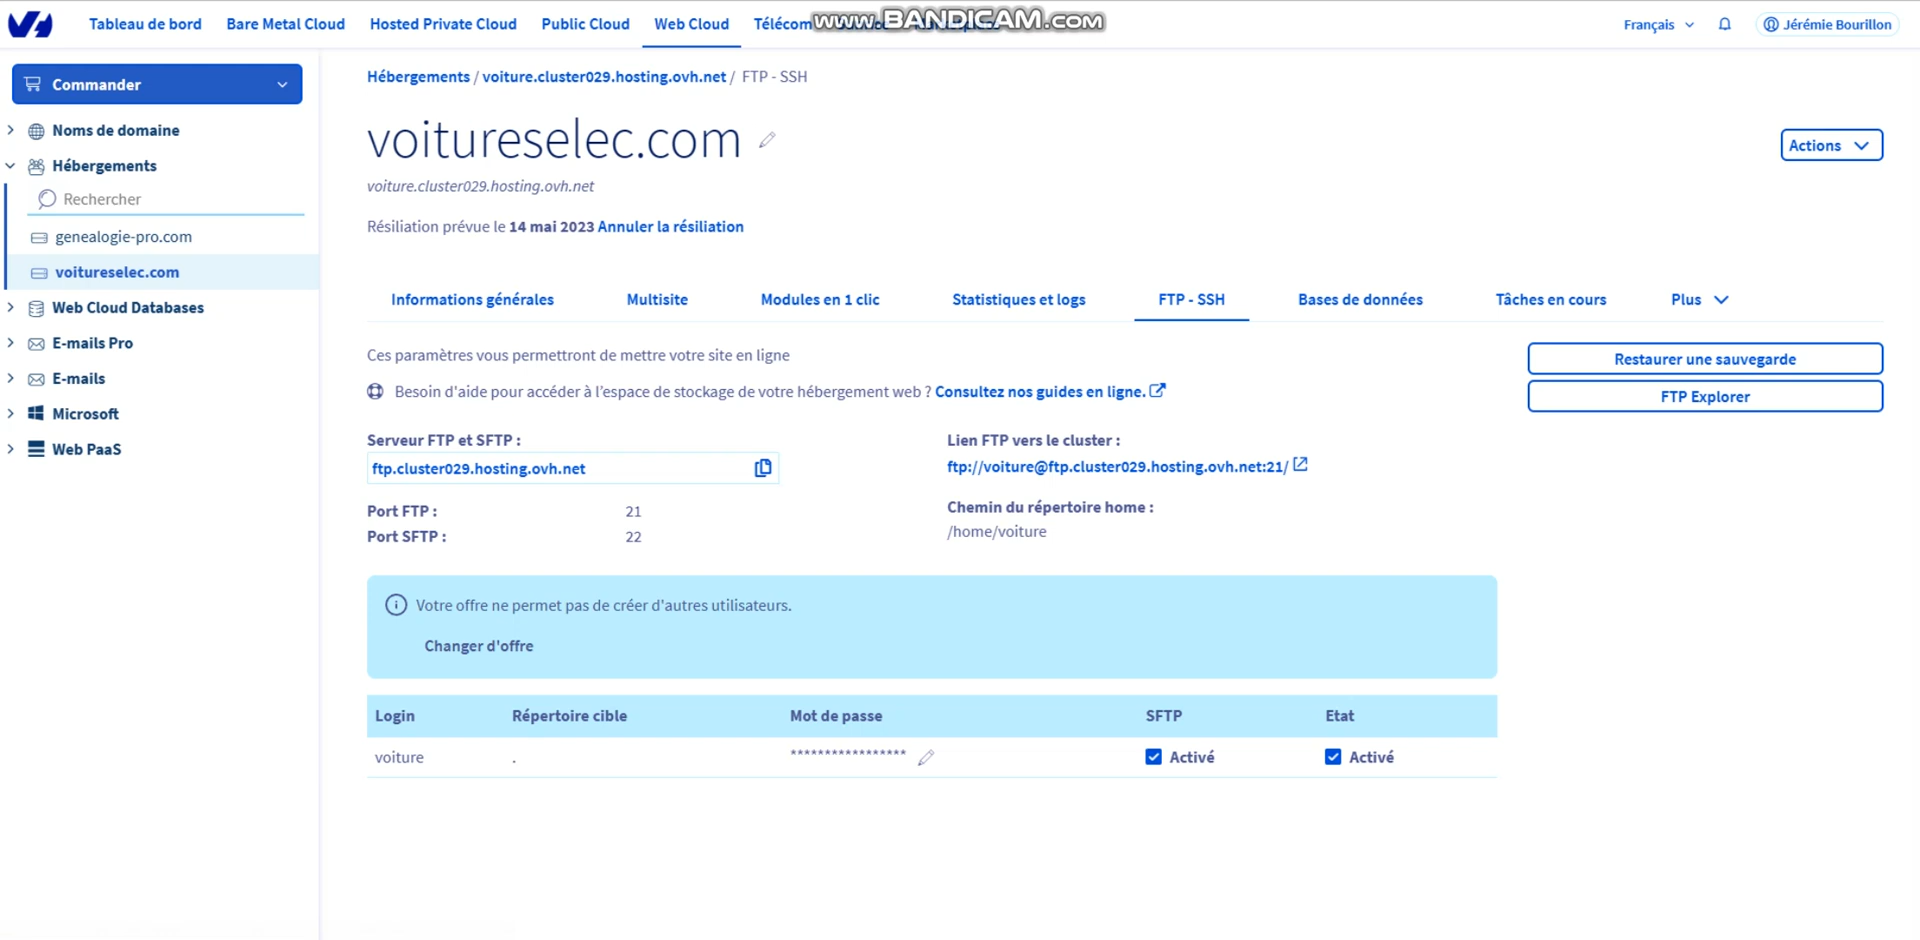 Tableau de bord
Bare Metal Cloud
Hosted Private Cloud
Public Cloud
Web Cloud
Télécom
www.BANDICAM.com
Français
Jérémie Bourillon
Commander
Noms de domaine
Hébergements
Rechercher
genealogie-pro.com
voitureselec.com
Web Cloud Databases
E-mails Pro
E-mails
Microsoft
Web PaaS
Hébergements / voiture.cluster029.hosting.ovh.net / FTP - SSH
voitureselec.com
Actions
voiture.cluster029.hosting.ovh.net
Résiliation prévue le 14 mai 2023 Annuler la résiliation
Informations générales
Multisite
Modules en 1 clic
Statistiques et logs
FTP - SSH
Bases de données
Tâches en cours
Plus
Ces paramètres vous permettront de mettre votre site en ligne
Besoin d'aide pour accéder à l’espace de stockage de votre hébergement web ? Consultez nos guides en ligne.
Restaurer une sauvegarde
FTP Explorer
Serveur FTP et SFTP :
ftp.cluster029.hosting.ovh.net
Port FTP : 21
Port SFTP : 22
Lien FTP vers le cluster :
ftp://voiture@ftp.cluster029.hosting.ovh.net:21/
Chemin du répertoire home :
/home/voiture
Votre offre ne permet pas de créer d'autres utilisateurs.
Changer d'offre
Login Répertoire cible Mot de passe SFTP Etat
voiture . ***************** Activé Activé